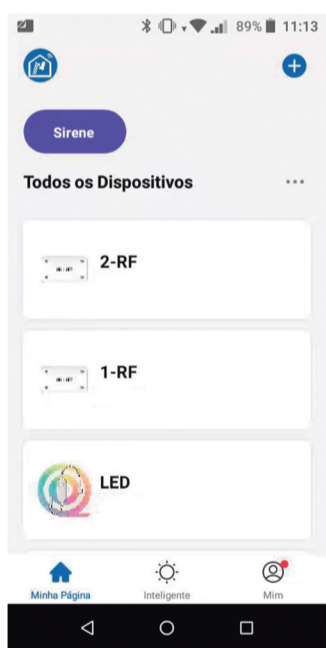 89% 11:13
Sirene
Todos os Dispositivos
2-RF
1-RF
LED
Minha Página
Inteligente
Mim